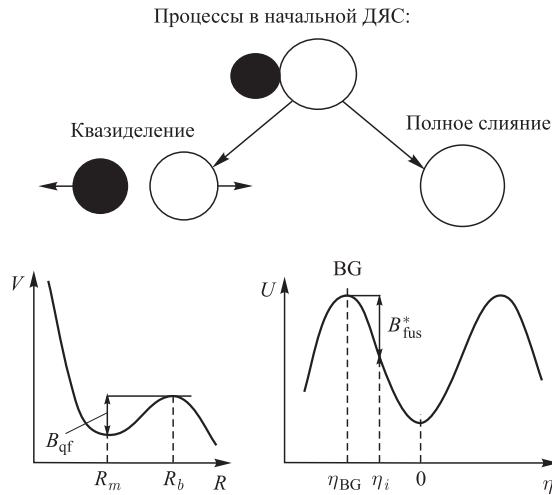 Процессы в начальной ДЯС:
Квазиделение
Полное слияние
V
B_qf
R_m
R_b
R
BG
U
B*_fus
η_BG
η_i
0
η